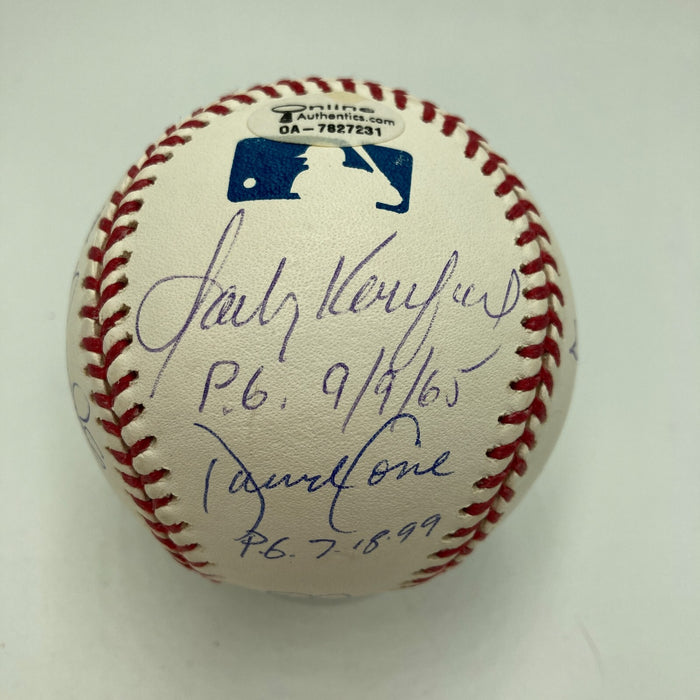 Online
Authentics.com
OA-7827231
Sandy Koufax
P.G. 9/9/65
David Cone
P.G. 7-18-99